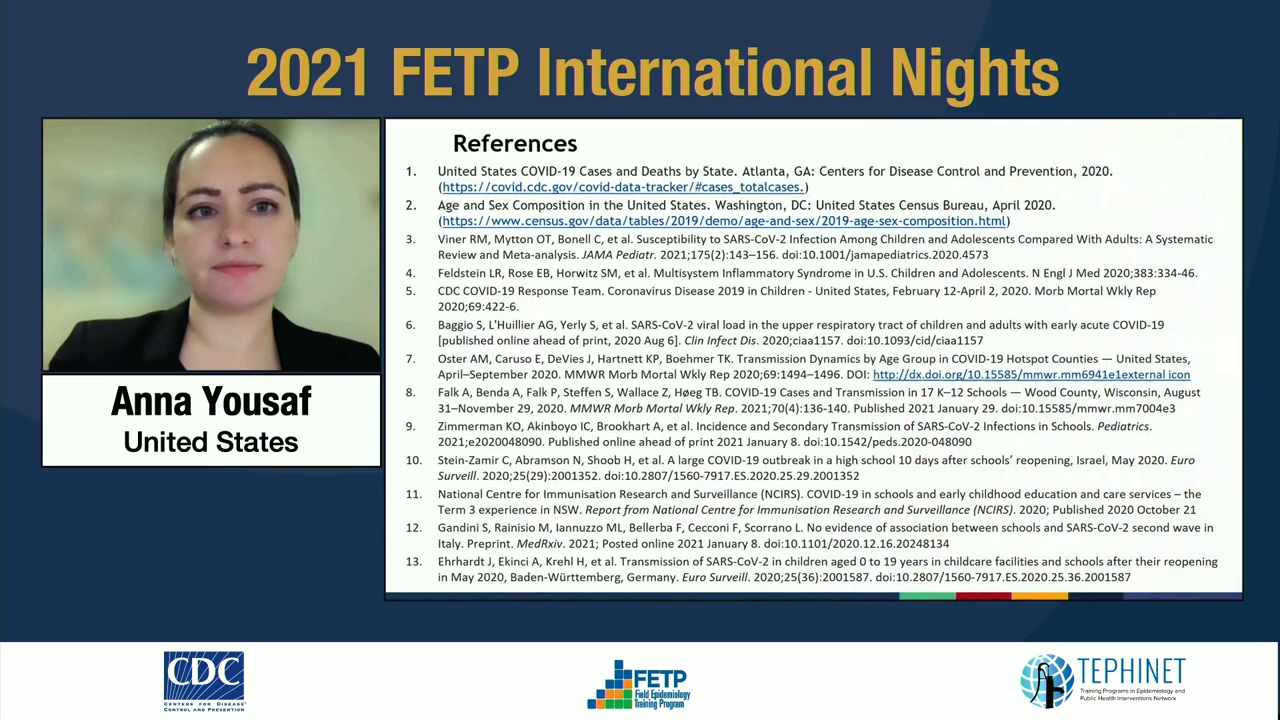 2021 FETP International Nights
References
1. United States COVID-19 Cases and Deaths by State. Atlanta, GA: Centers for Disease Control and Prevention, 2020.
(https://covid.cdc.gov/covid-data-tracker/#cases_totalcases.)
2. Age and Sex Composition in the United States. Washington, DC: United States Census Bureau, April 2020.
(https://www.census.gov/data/tables/2019/demo/age-and-sex/2019-age-sex-composition.html)
3. Viner RM, Mytton OT, Bonell C, et al. Susceptibility to SARS-CoV-2 Infection Among Children and Adolescents Compared With Adults: A Systematic
Review and Meta-analysis. JAMA Pediatr. 2021;175(2):143–156. doi:10.1001/jamapediatrics.2020.4573
4. Feldstein LR, Rose EB, Horwitz SM, et al. Multisystem Inflammatory Syndrome in U.S. Children and Adolescents. N Engl J Med 2020;383:334-46.
5. CDC COVID-19 Response Team. Coronavirus Disease 2019 in Children - United States, February 12-April 2, 2020. Morb Mortal Wkly Rep
2020;69:422-6.
6. Baggio S, L'Huillier AG, Yerly S, et al. SARS-CoV-2 viral load in the upper respiratory tract of children and adults with early acute COVID-19
[published online ahead of print, 2020 Aug 6]. Clin Infect Dis. 2020;ciaa1157. doi:10.1093/cid/ciaa1157
7. Oster AM, Caruso E, DeVies J, Hartnett KP, Boehmer TK. Transmission Dynamics by Age Group in COVID-19 Hotspot Counties — United States,
April–September 2020. MMWR Morb Mortal Wkly Rep 2020;69:1494–1496. DOI: http://dx.doi.org/10.15585/mmwr.mm6941e1external icon
8. Falk A, Benda A, Falk P, Steffen S, Wallace Z, Høeg TB. COVID-19 Cases and Transmission in 17 K–12 Schools — Wood County, Wisconsin, August
31–November 29, 2020. MMWR Morb Mortal Wkly Rep. 2021;70(4):136-140. Published 2021 January 29. doi:10.15585/mmwr.mm7004e3
9. Zimmerman KO, Akinboyo IC, Brookhart A, et al. Incidence and Secondary Transmission of SARS-CoV-2 Infections in Schools. Pediatrics.
2021;e2020048090. Published online ahead of print 2021 January 8. doi:10.1542/peds.2020-048090
10. Stein-Zamir C, Abramson N, Shoob H, et al. A large COVID-19 outbreak in a high school 10 days after schools’ reopening, Israel, May 2020. Euro
Surveill. 2020;25(29):2001352. doi:10.2807/1560-7917.ES.2020.25.29.2001352
11. National Centre for Immunisation Research and Surveillance (NCIRS). COVID-19 in schools and early childhood education and care services – the
Term 3 experience in NSW. Report from National Centre for Immunisation Research and Surveillance (NCIRS). 2020; Published 2020 October 21
12. Gandini S, Rainisio M, Iannuzzo ML, Bellerba F, Cecconi F, Scorrano L. No evidence of association between schools and SARS-CoV-2 second wave in
Italy. Preprint. MedRxiv. 2021; Posted online 2021 January 8. doi:10.1101/2020.12.16.20248134
13. Ehrhardt J, Ekinci A, Krehl H, et al. Transmission of SARS-CoV-2 in children aged 0 to 19 years in childcare facilities and schools after their reopening
in May 2020, Baden-Württemberg, Germany. Euro Surveill. 2020;25(36):2001587. doi:10.2807/1560-7917.ES.2020.25.36.2001587
Anna Yousaf
United States
CDC
CENTERS FOR DISEASE
CONTROL AND PREVENTION
FETP
Field Epidemiology
Training Program
TEPHINET
Training Programs in Epidemiology and
Public Health Interventions Network